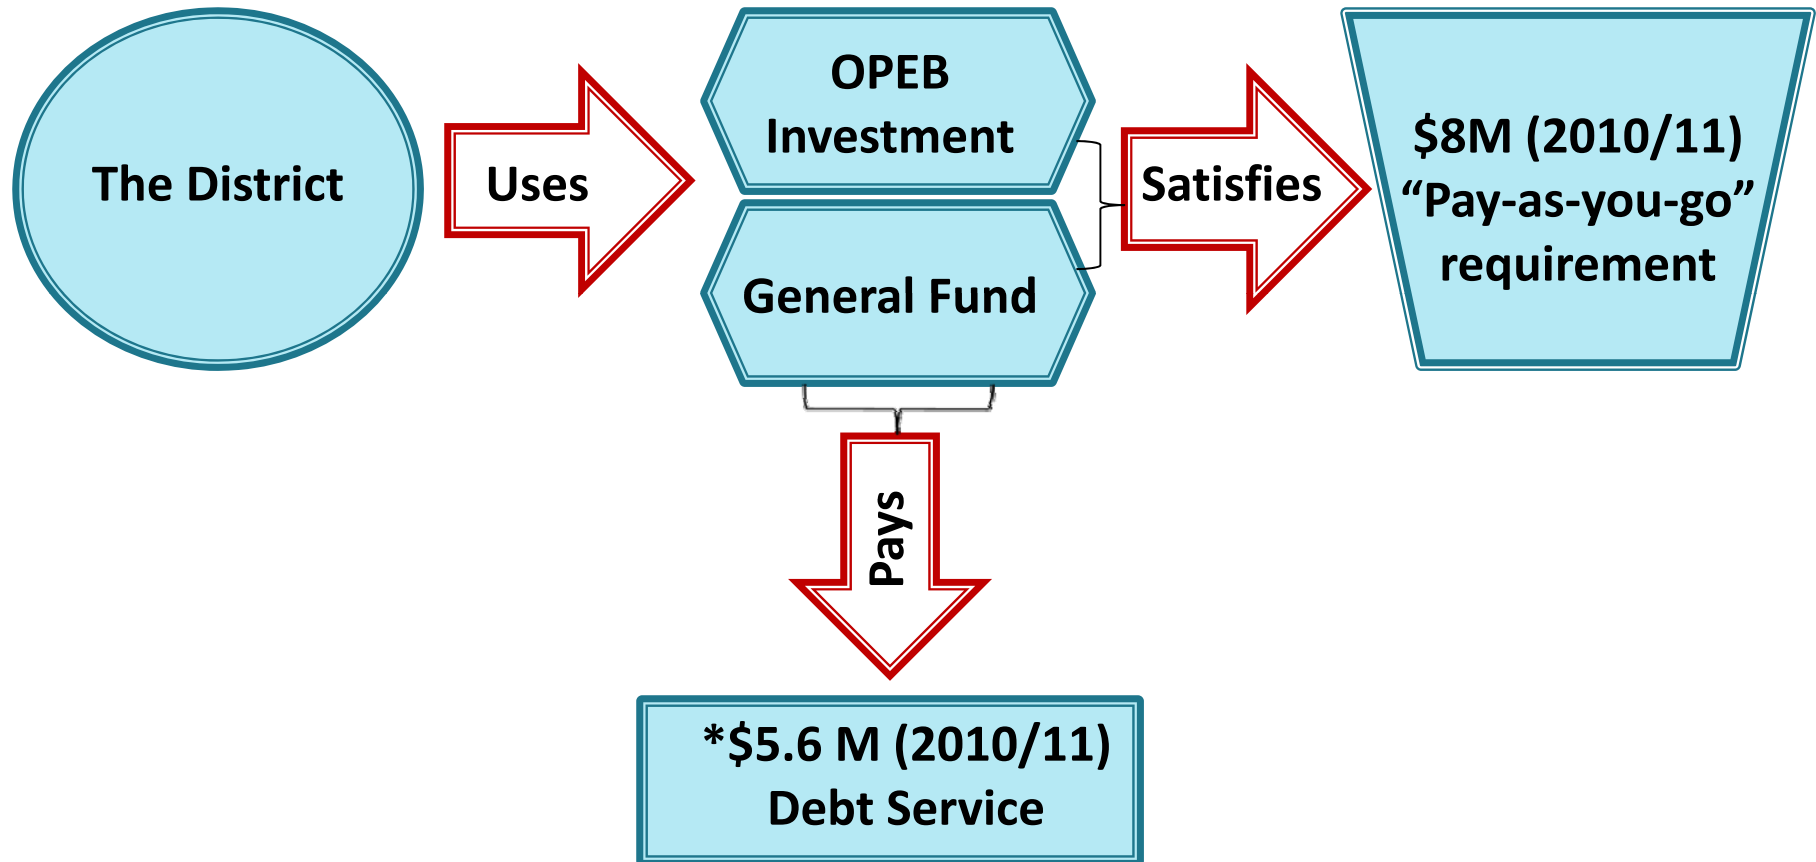 The District
Uses
OPEB
Investment
General Fund
Satisfies
$8M (2010/11)
“Pay-as-you-go”
requirement
Pays
*$5.6 M (2010/11)
Debt Service